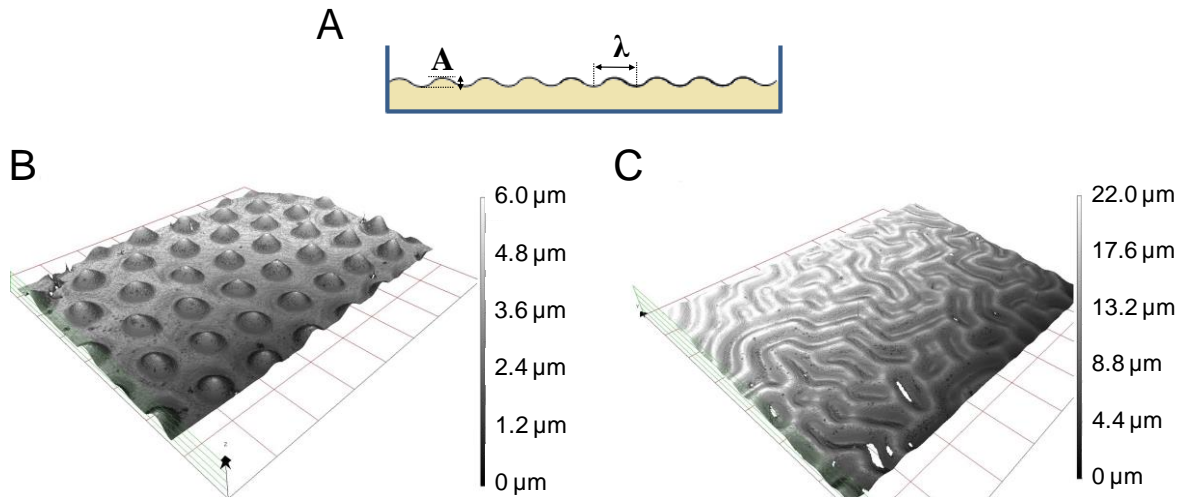 A
A
λ
B
6.0 µm
4.8 µm
3.6 µm
2.4 µm
1.2 µm
0 µm
z
C
22.0 µm
17.6 µm
13.2 µm
8.8 µm
4.4 µm
0 µm